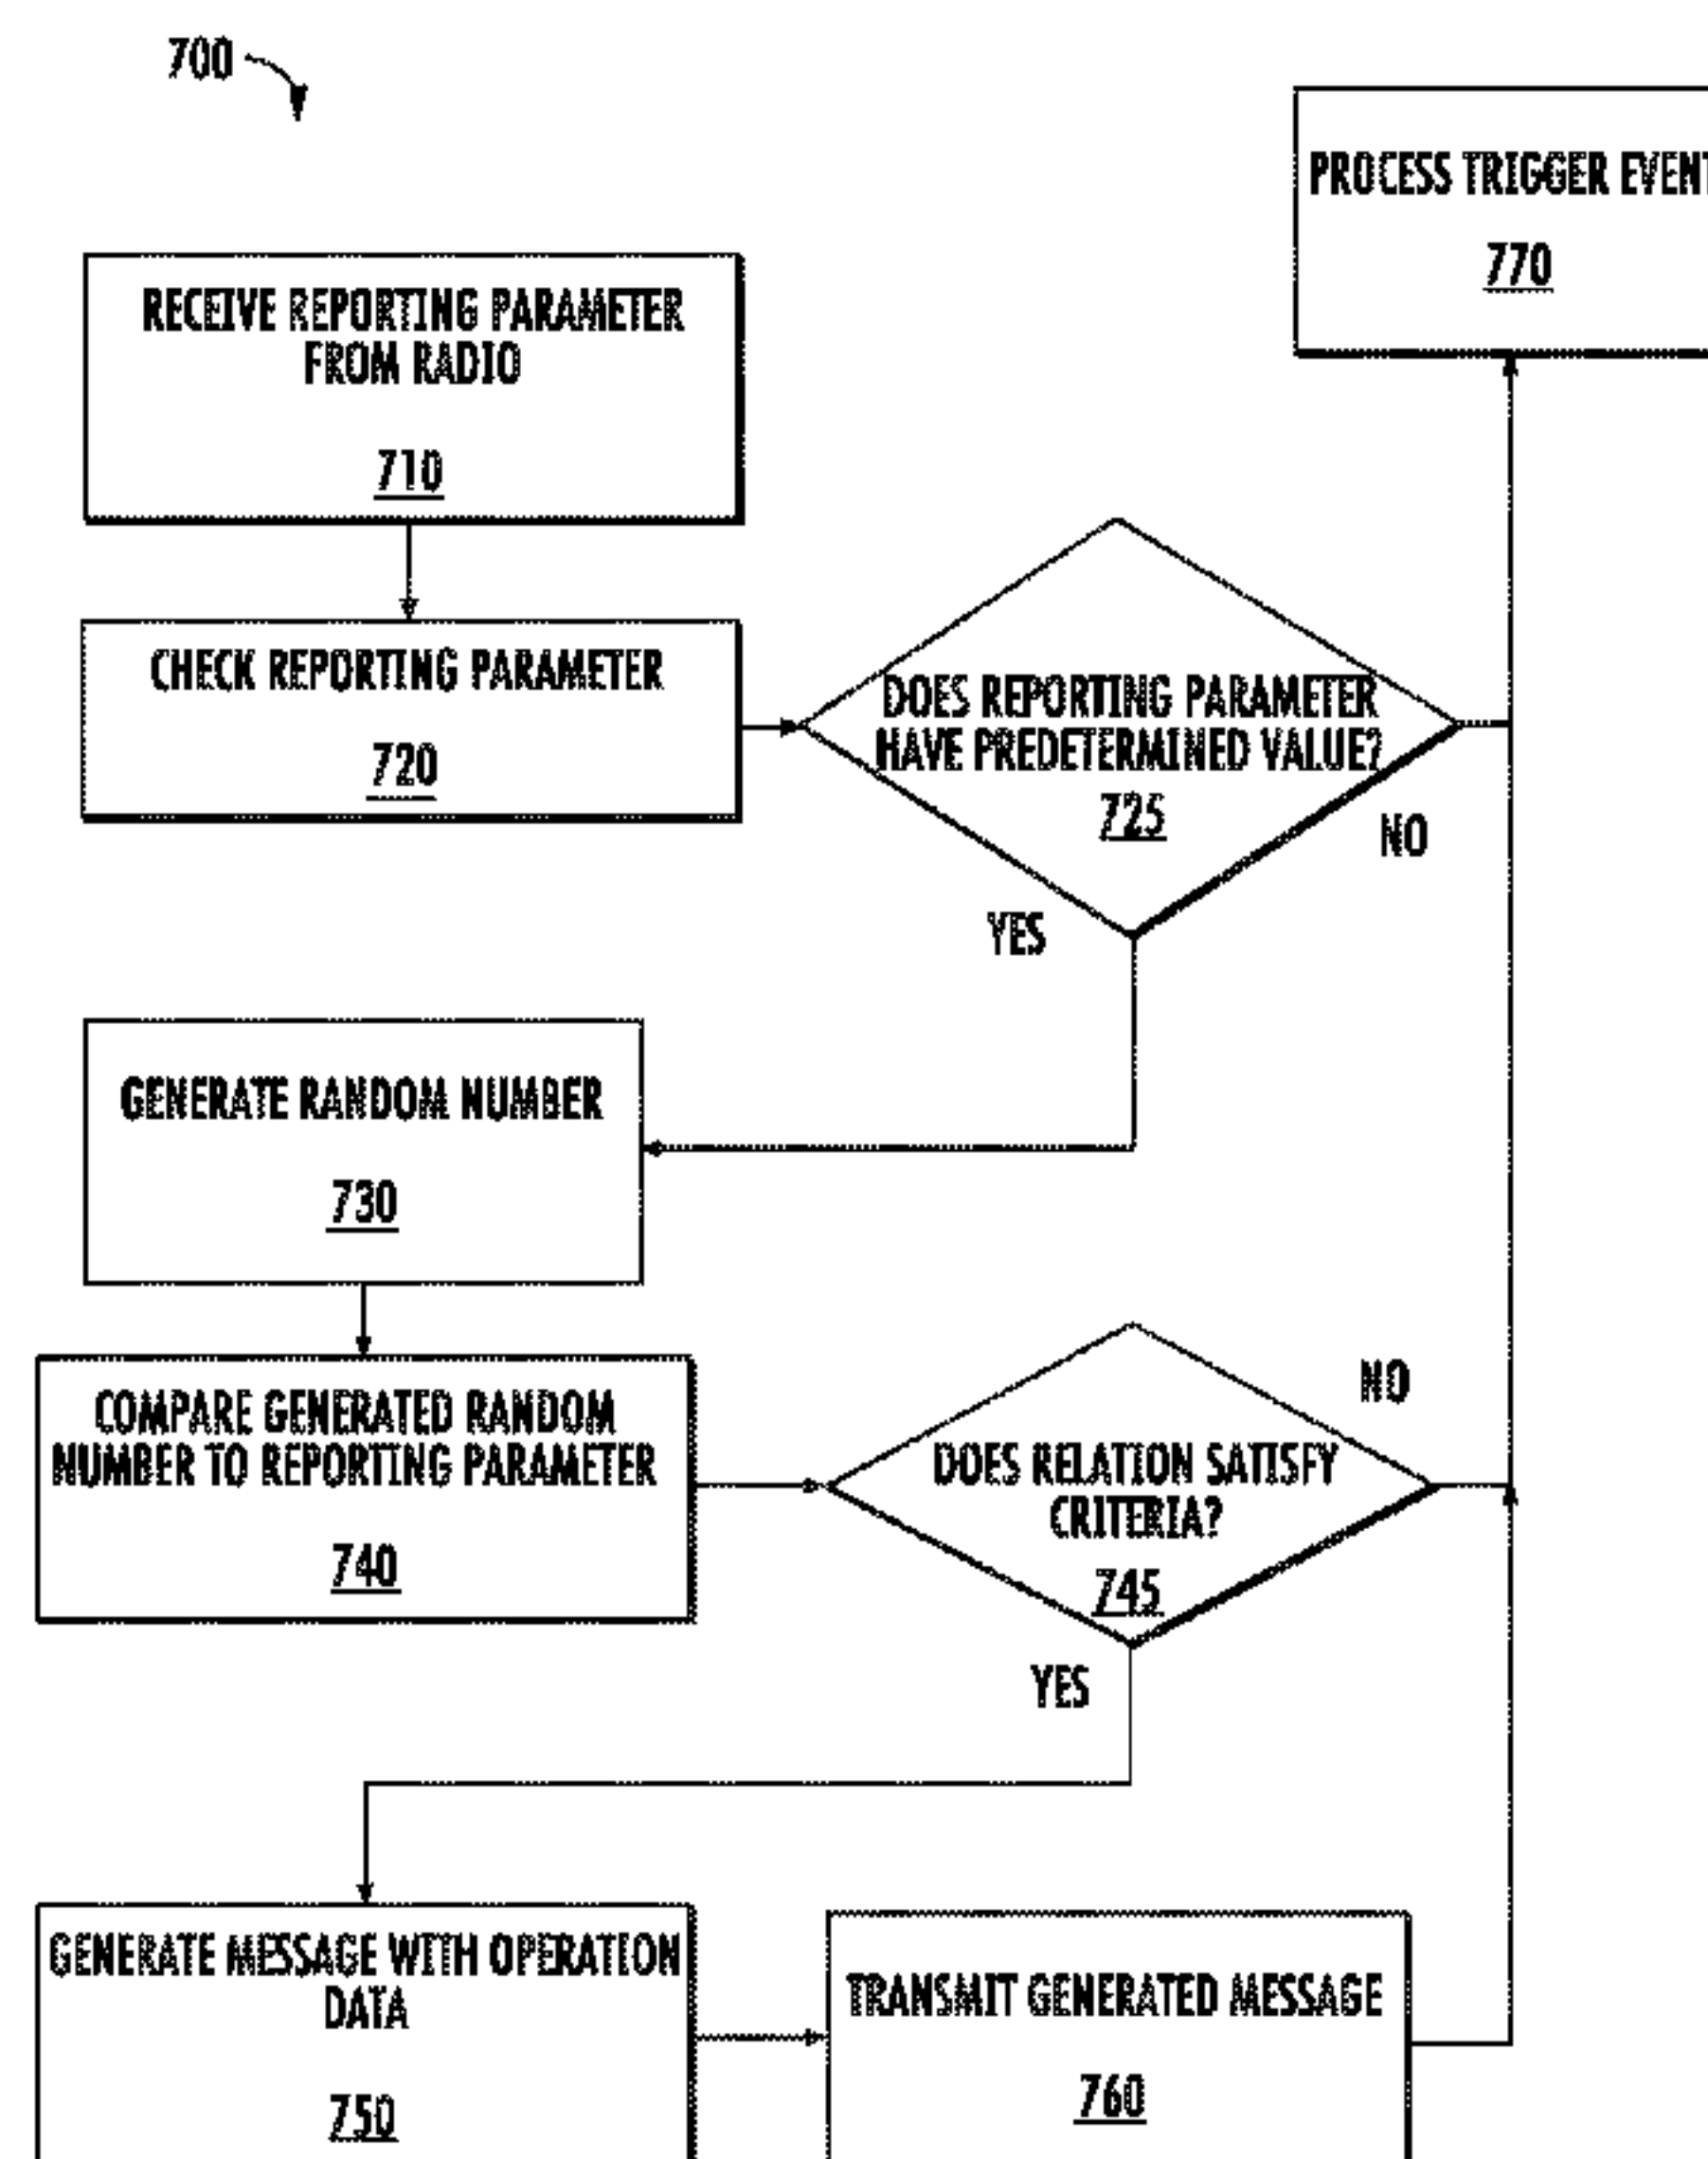 700
PROCESS TRIGGER EVENT
770
RECEIVE REPORTING PARAMETER
FROM RADIO
710
CHECK REPORTING PARAMETER
720
DOES REPORTING PARAMETER
HAVE PREDETERMINED VALUE?
725
NO
YES
GENERATE RANDOM NUMBER
730
COMPARE GENERATED RANDOM
NUMBER TO REPORTING PARAMETER
740
NO
DOES RELATION SATISFY
CRITERIA?
745
YES
GENERATE MESSAGE WITH OPERATION
DATA
750
TRANSMIT GENERATED MESSAGE
760